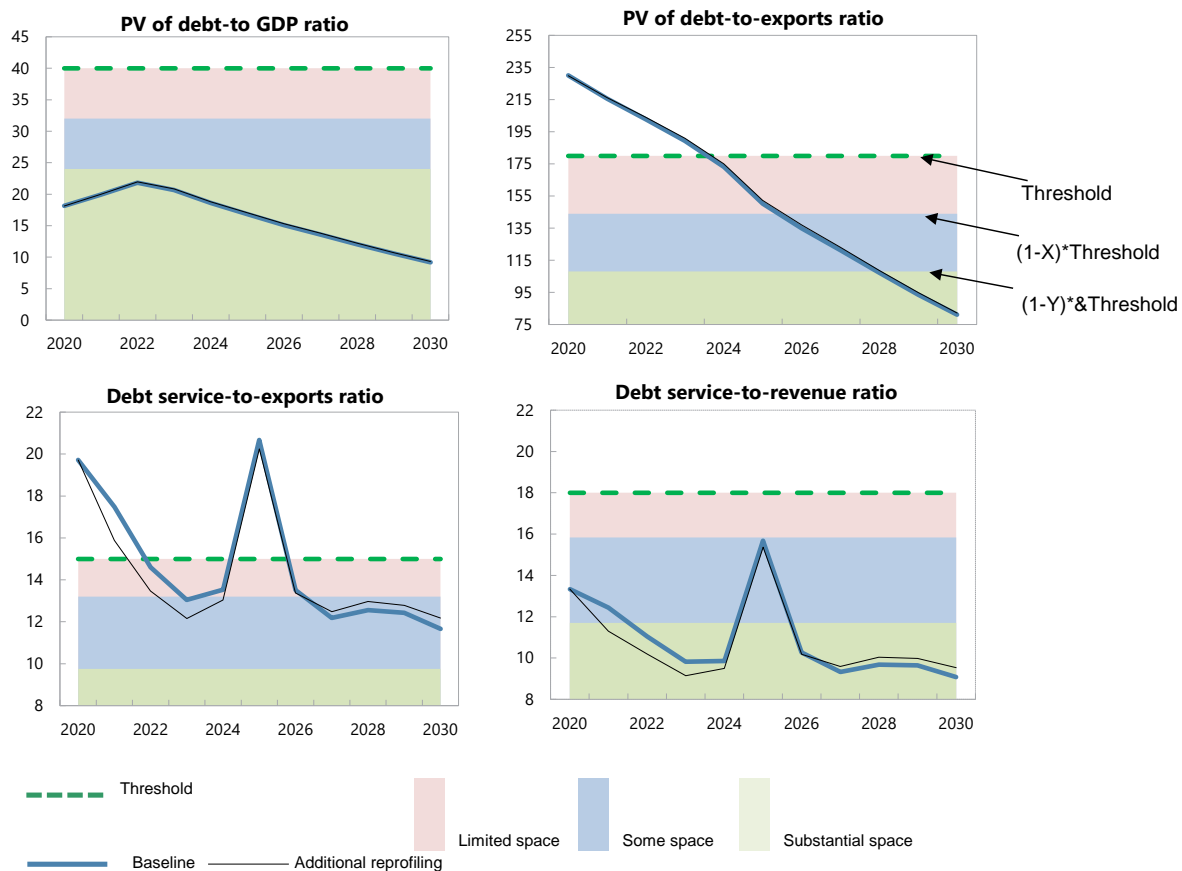 PV of debt-to GDP ratio
45
40
35
30
25
20
15
10
5
0
2020 2022 2024 2026 2028 2030
PV of debt-to-exports ratio
255
235
215
195
175
155
135
115
95
75
2020 2022 2024 2026 2028 2030
Threshold
(1-X)*Threshold
(1-Y)*&Threshold
Debt service-to-exports ratio
22
20
18
16
14
12
10
8
2020 2022 2024 2026 2028 2030
Debt service-to-revenue ratio
22
20
18
16
14
12
10
8
2020 2022 2024 2026 2028 2030
Threshold
Limited space
Some space
Substantial space
Baseline
Additional reprofiling